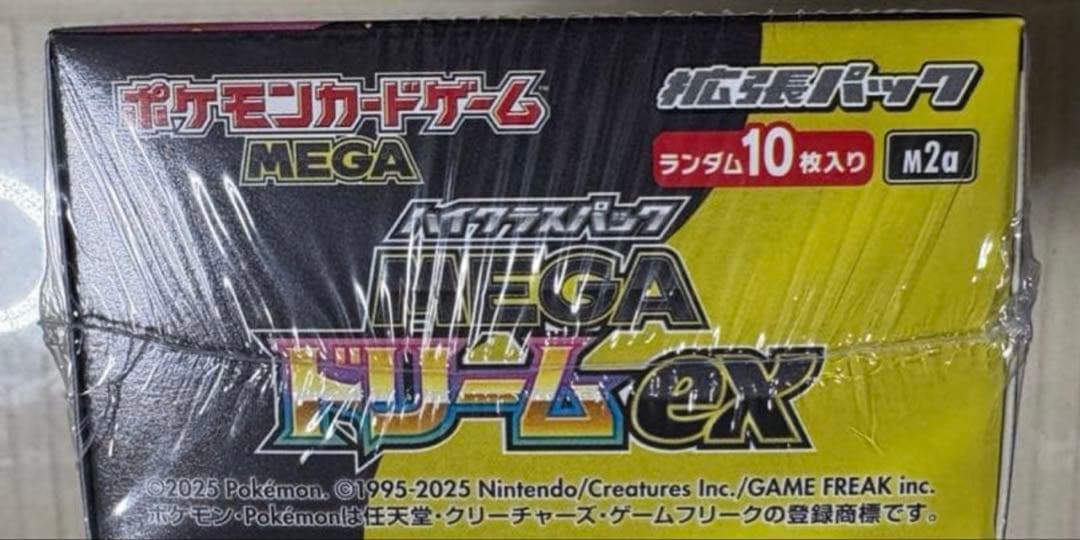 ポケモンカードゲーム
MEGA
拡張パック
ランダム10枚入り M2a
ハイクラスパック
MEGA
ドリームex
©2025 Pokémon. ©1995-2025 Nintendo/Creatures Inc./GAME FREAK inc.
ポケモン・Pokémonは任天堂・クリーチャーズ・ゲームフリークの登録商標です。